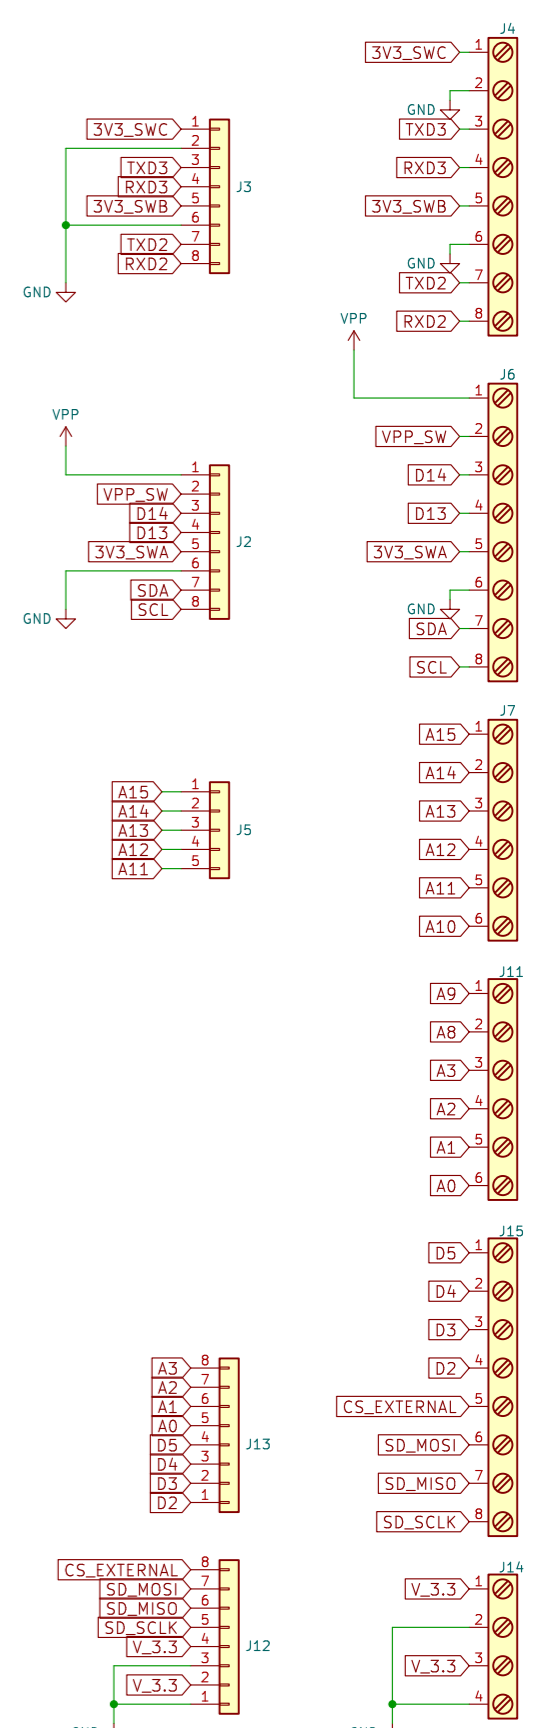 J4
3V3_SWC 1
2
GND
TXD3 3
RXD3 4
3V3_SWB 5
6
GND
TXD2 7
RXD2 8
3V3_SWC 1
2
TXD3 3
RXD3 4
J3
3V3_SWB 5
6
TXD2 7
RXD2 8
GND
VPP
J6
1
VPP_SW 2
D14 3
D13 4
3V3_SWA 5
6
GND
SDA 7
SCL 8
VPP
1
VPP_SW 2
D14 3
D13 4
J2
3V3_SWA 5
6
SDA 7
SCL 8
GND
J7
A15 1
A14 2
A13 3
A12 4
A11 5
A10 6
A15 1
A14 2
A13 3
J5
A12 4
A11 5
J11
A9 1
A8 2
A3 3
A2 4
A1 5
A0 6
J15
D5 1
D4 2
D3 3
D2 4
CS_EXTERNAL 5
SD_MOSI 6
SD_MISO 7
SD_SCLK 8
A3 8
A2 7
A1 6
A0 5
D5 4
J13
D4 3
D3 2
D2 1
CS_EXTERNAL 8
SD_MOSI 7
SD_MISO 6
SD_SCLK 5
V_3.3 4
J12
3
V_3.3 2
1
J14
V_3.3 1
2
V_3.3 3
4